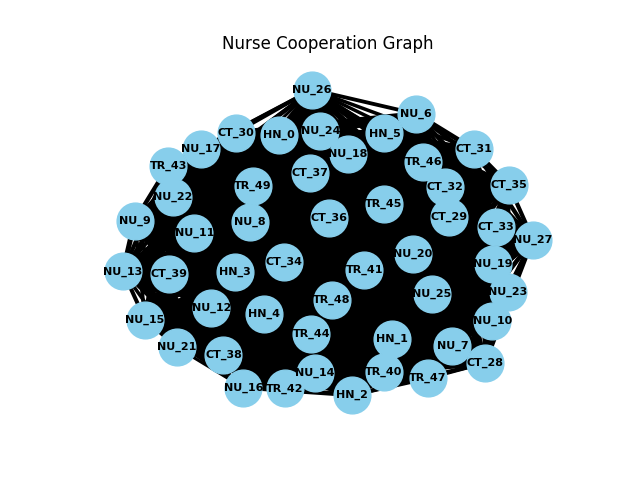 Nurse Cooperation Graph
NU_26
NU_6
CT_30
HN_0
NU_24
HN_5
NU_17
NU_18
CT_31
TR_43
CT_37
TR_46
TR_49
CT_32
CT_35
NU_22
NU_9
NU_8
CT_36
TR_45
CT_29
NU_11
CT_33
NU_27
NU_13
CT_39
HN_3
CT_34
TR_41
NU_20
NU_19
NU_12
HN_4
TR_48
NU_25
NU_23
NU_15
TR_44
HN_1
NU_10
NU_21
CT_38
NU_7
CT_28
NU_16
TR_42
NU_14
HN_2
TR_40
TR_47